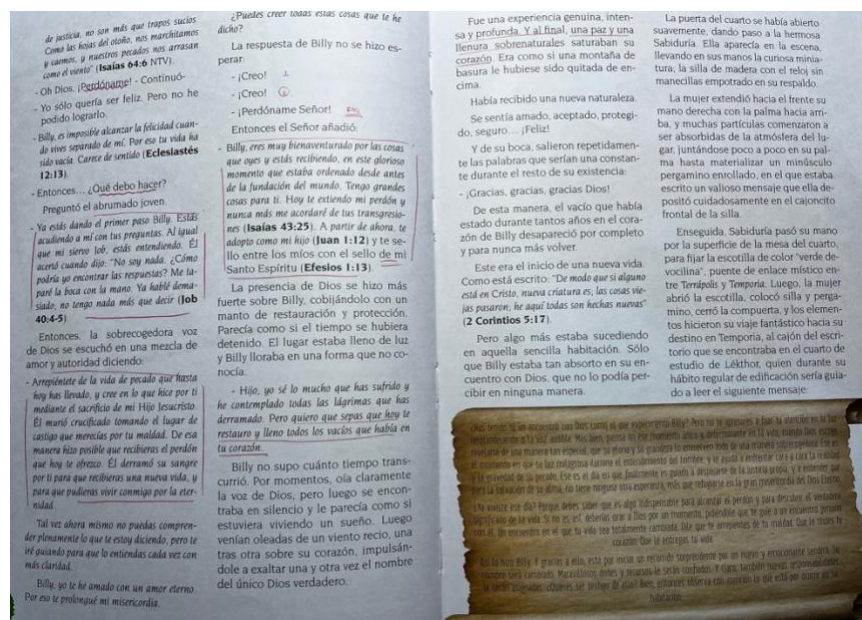 de justicia, no son más que trapos sucios.
Como las hojas del otoño, nos marchitamos
y caemos, y nuestros pecados nos arrasan
como el viento" (Isaías 64:6 NTV).
- Oh Dios, ¡Perdóname! - Continuó-
- Yo sólo quería ser feliz. Pero no he
podido lograrlo.
- Billy, es imposible alcanzar la felicidad cuan-
do vives separado de mí. Por eso tu vida ha
sido vacía. Carece de sentido (Eclesiastés
12:13).
- Entonces... ¿Qué debo hacer?
Preguntó el abrumado joven.
- Ya estás dando el primer paso Billy. Estás
acudiendo a mí con tus preguntas. Al igual
que mi siervo Job, estás entendiendo. Él
acertó cuando dijo: "No soy nada. ¿Cómo
podría yo encontrar las respuestas? Me ta-
paré la boca con la mano. Ya hablé dema-
siado, no tengo nada más que decir (Job
40:4-5).
Entonces, la sobrecogedora voz
de Dios se escuchó en una mezcla de
amor y autoridad diciendo:
- Arrepiéntete de la vida de pecado que hasta
hoy has llevado, y cree en lo que hice por ti
mediante el sacrificio de mi Hijo Jesucristo.
Él murió crucificado tomando el lugar de
castigo que merecías por tu maldad. De esa
manera hizo posible que recibieras el perdón
que hoy te ofrezco. Él derramó su sangre
por ti para que recibieras una nueva vida, y
para que pudieras vivir conmigo por la eter-
nidad.
Tal vez ahora mismo no puedas compren-
der plenamente lo que te estoy diciendo, pero te
iré guiando para que lo entiendas cada vez con
más claridad.
Billy, yo te he amado con un amor eterno.
Por eso te prolongué mi misericordia.
¿Puedes creer todas estas cosas que te he
dicho?
La respuesta de Billy no se hizo es-
perar:
- ¡Creo!
- ¡Creo!
- ¡Perdóname Señor!
Entonces el Señor añadió:
- Billy, eres muy bienaventurado por las cosas
que oyes y estás recibiendo, en este glorioso
momento que estaba ordenado desde antes
de la fundación del mundo. Tengo grandes
cosas para ti. Hoy te extiendo mi perdón y
nunca más me acordaré de tus transgresio-
nes (Isaías 43:25). A partir de ahora, te
adopto como mi hijo (Juan 1:12) y te se-
llo entre los míos con el sello de mi
Santo Espíritu (Efesios 1:13).
La presencia de Dios se hizo más
fuerte sobre Billy, cobijándolo con un
manto de restauración y protección.
Parecía como si el tiempo se hubiera
detenido. El lugar estaba lleno de luz
y Billy lloraba en una forma que no co-
nocía.
- Hijo, yo sé lo mucho que has sufrido y
he contemplado todas las lágrimas que has
derramado. Pero quiero que sepas que hoy te
restauro y lleno todos los vacíos que había en
tu corazón.
Billy no supo cuánto tiempo trans-
currió. Por momentos, oía claramente
la voz de Dios, pero luego se encon-
traba en silencio y le parecía como si
estuviera viviendo un sueño. Luego
venían oleadas de un viento recio, una
tras otra sobre su corazón, impulsán-
dole a exaltar una y otra vez el nombre
del único Dios verdadero.
Fue una experiencia genuina, inten-
sa y profunda. Y al final, una paz y una
llenura sobrenaturales saturaban su
corazón. Era como si una montaña de
basura le hubiese sido quitada de en-
cima.
Había recibido una nueva naturaleza.
Se sentía amado, aceptado, protegi-
do, seguro... ¡Feliz!
Y de su boca, salieron repetidamen-
te las palabras que serían una constan-
te durante el resto de su existencia:
- ¡Gracias, gracias, gracias Dios!
De esta manera, el vacío que había
estado durante tantos años en el cora-
zón de Billy desapareció por completo
y para nunca más volver.
Este era el inicio de una nueva vida.
Como está escrito: "De modo que si alguno
está en Cristo, nueva criatura es; las cosas vie-
jas pasaron; he aquí todas son hechas nuevas"
(2 Corintios 5:17).
Pero algo más estaba sucediendo
en aquella sencilla habitación. Sólo
que Billy estaba tan absorto en su en-
cuentro con Dios, que no lo podía per-
cibir en ninguna manera.
La puerta del cuarto se había abierto
suavemente, dando paso a la hermosa
Sabiduría. Ella aparecía en la escena,
llevando en sus manos la curiosa minia-
tura, la silla de madera con el reloj sin
manecillas empotrado en su respaldo.
La mujer extendió hacia el frente su
mano derecha con la palma hacia arri-
ba, y muchas partículas comenzaron a
ser absorbidas de la atmósfera del lu-
gar, juntándose poco a poco en su pal-
ma hasta materializar un minúsculo
pergamino enrollado, en el que estaba
escrito un valioso mensaje que ella de-
positó cuidadosamente en el cajoncito
frontal de la silla.
Enseguida, Sabiduría pasó su mano
por la superficie de la mesa del cuarto,
para fijar la escotilla de color "verde de-
vocilina", puente de enlace místico en-
tre Terrápolis y Temporia. Luego, la mujer
abrió la escotilla, colocó silla y perga-
mino, cerró la compuerta, y los elemen-
tos hicieron su viaje fantástico hacia su
destino en Temporia, al cajón del escri-
torio que se encontraba en el cuarto de
estudio de Lékthor, quien durante su
hábito regular de edificación sería guia-
do a leer el siguiente mensaje: